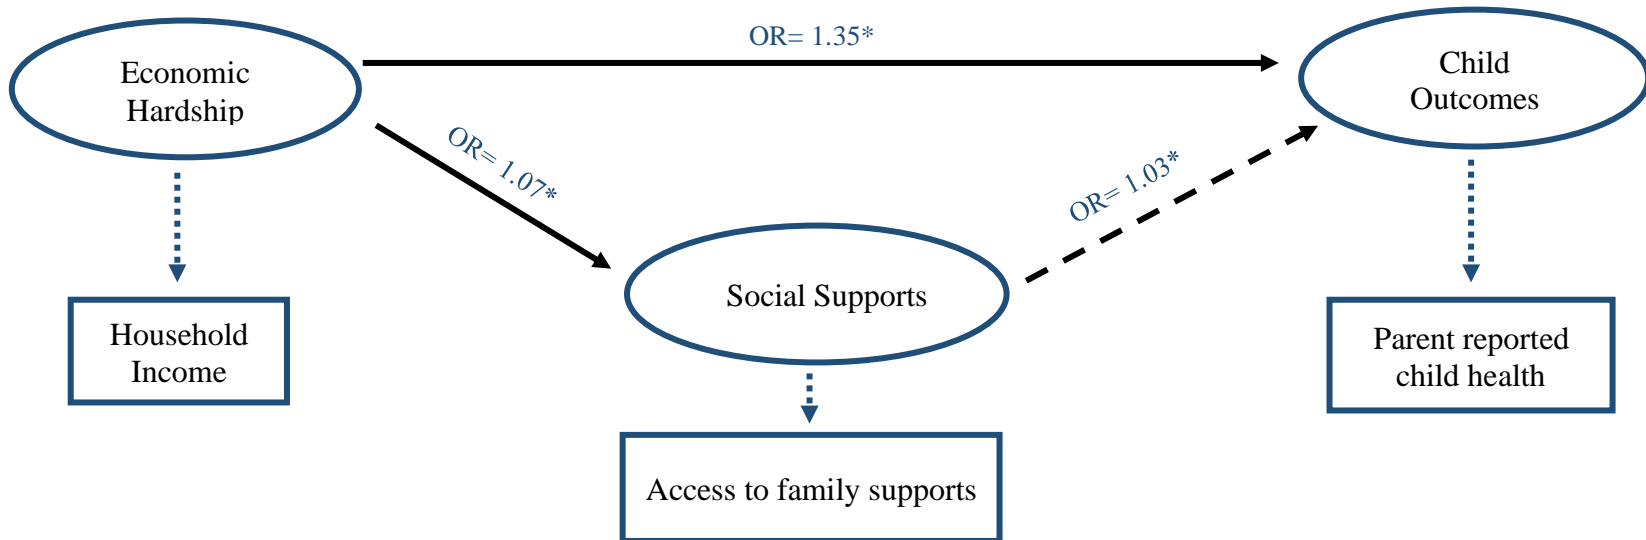 OR= 1.35*
Economic
Hardship
Child
Outcomes
OR= 1.07*
OR= 1.03*
Social Supports
Household
Income
Parent reported
child health
Access to family supports